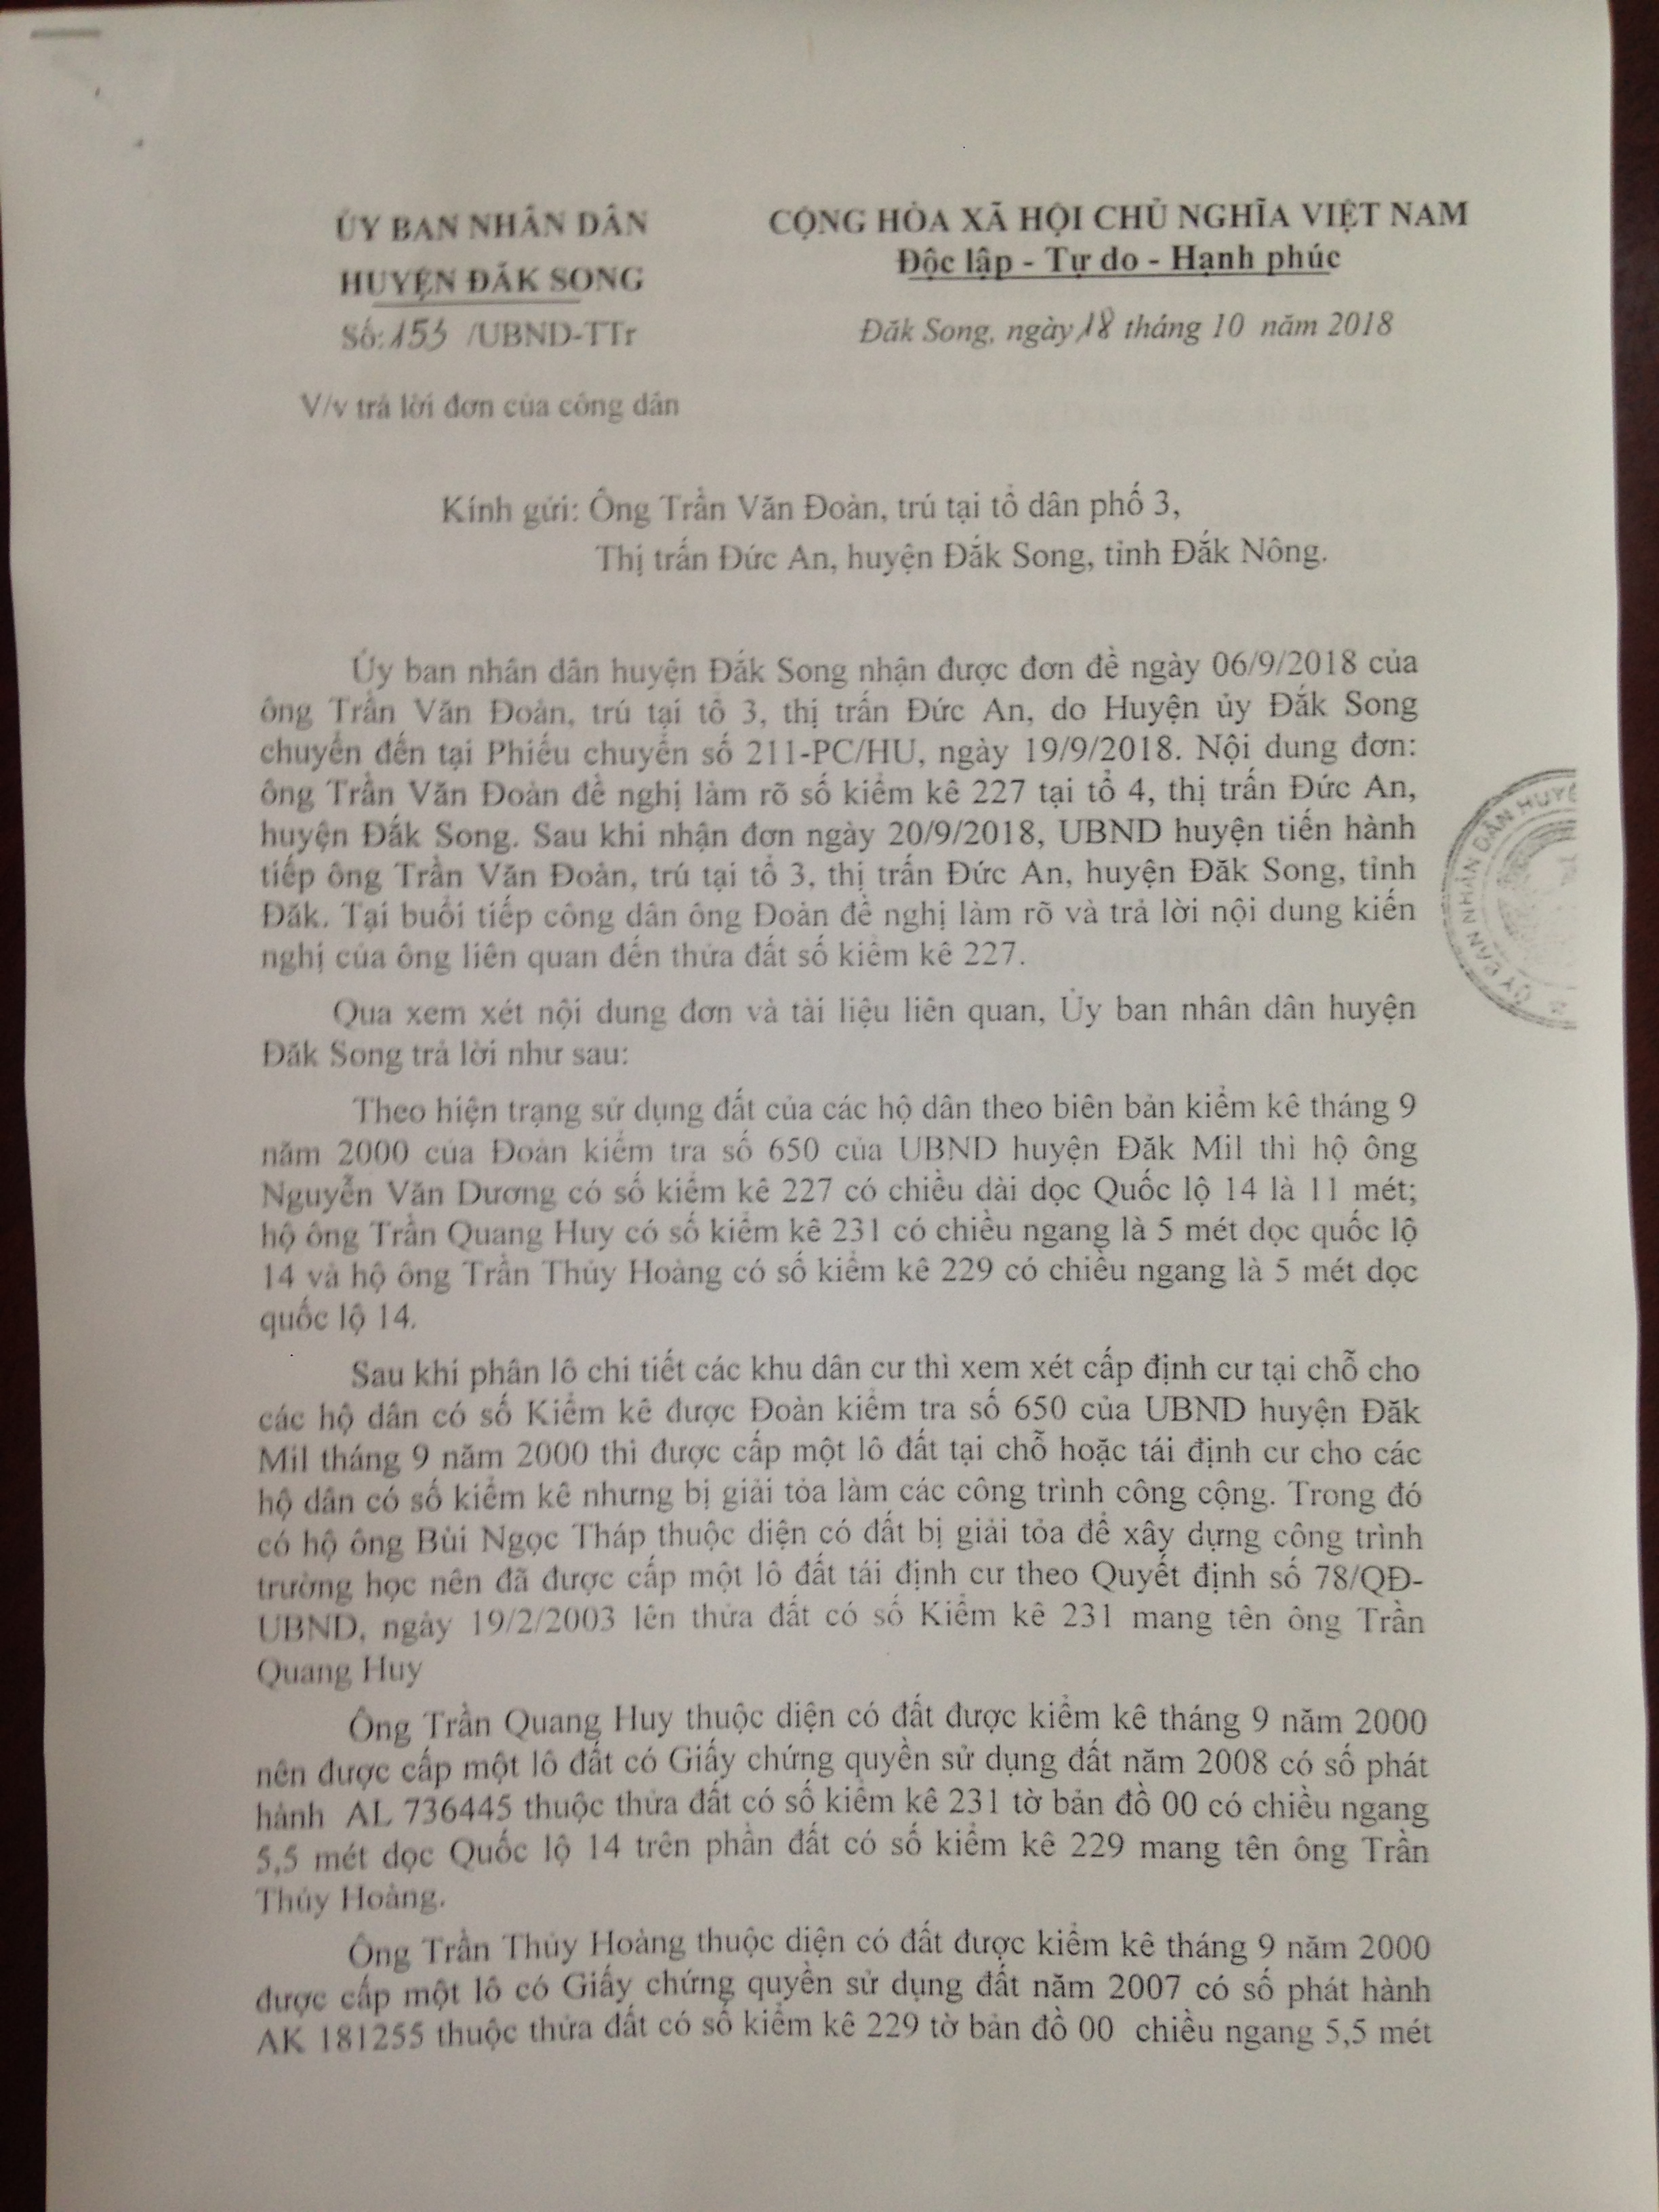 ỦY BAN NHÂN DÂN
HUYỆN ĐẮK SONG
Số: 153 /UBND-TTr
V/v trả lời đơn của công dân
CỘNG HÒA XÃ HỘI CHỦ NGHĨA VIỆT NAM
Độc lập - Tự do - Hạnh phúc
Đăk Song, ngày 18 tháng 10 năm 2018
Kính gửi: Ông Trần Văn Đoàn, trú tại tổ dân phố 3,
Thị trấn Đức An, huyện Đắk Song, tỉnh Đắk Nông.
Ủy ban nhân dân huyện Đắk Song nhận được đơn đề ngày 06/9/2018 của
ông Trần Văn Đoàn, trú tại tổ 3, thị trấn Đức An, do Huyện ủy Đắk Song
chuyển đến tại Phiếu chuyển số 211-PC/HU, ngày 19/9/2018. Nội dung đơn:
ông Trần Văn Đoàn đề nghị làm rõ số kiểm kê 227 tại tổ 4, thị trấn Đức An,
huyện Đắk Song. Sau khi nhận đơn ngày 20/9/2018, UBND huyện tiến hành
tiếp ông Trần Văn Đoàn, trú tại tổ 3, thị trấn Đức An, huyện Đăk Song, tỉnh
Đăk. Tại buổi tiếp công dân ông Đoàn đề nghị làm rõ và trả lời nội dung kiến
nghị của ông liên quan đến thửa đất số kiểm kê 227.
Qua xem xét nội dung đơn và tài liệu liên quan, Ủy ban nhân dân huyện
Đăk Song trả lời như sau:
Theo hiện trạng sử dụng đất của các hộ dân theo biên bản kiểm kê tháng 9
năm 2000 của Đoàn kiểm tra số 650 của UBND huyện Đăk Mil thì hộ ông
Nguyễn Văn Dương có số kiểm kê 227 có chiều dài dọc Quốc lộ 14 là 11 mét;
hộ ông Trần Quang Huy có số kiểm kê 231 có chiều ngang là 5 mét dọc quốc lộ
14 và hộ ông Trần Thủy Hoàng có số kiểm kê 229 có chiều ngang là 5 mét dọc
quốc lộ 14.
Sau khi phân lô chi tiết các khu dân cư thì xem xét cấp định cư tại chỗ cho
các hộ dân có số Kiểm kê được Đoàn kiểm tra số 650 của UBND huyện Đăk
Mil tháng 9 năm 2000 thì được cấp một lô đất tại chỗ hoặc tái định cư cho các
hộ dân có số kiểm kê nhưng bị giải tỏa làm các công trình công cộng. Trong đó
có hộ ông Bùi Ngọc Tháp thuộc diện có đất bị giải tỏa để xây dựng công trình
trường học nên đã được cấp một lô đất tái định cư theo Quyết định số 78/QĐ-
UBND, ngày 19/2/2003 lên thửa đất có số Kiểm kê 231 mang tên ông Trần
Quang Huy
Ông Trần Quang Huy thuộc diện có đất được kiểm kê tháng 9 năm 2000
nên được cấp một lô đất có Giấy chứng quyền sử dụng đất năm 2008 có số phát
hành AL 736445 thuộc thửa đất có số kiểm kê 231 tờ bản đồ 00 có chiều ngang
5,5 mét dọc Quốc lộ 14 trên phần đất có số kiểm kê 229 mang tên ông Trần
Thủy Hoàng.
Ông Trần Thủy Hoàng thuộc diện có đất được kiểm kê tháng 9 năm 2000
được cấp một lô có Giấy chứng quyền sử dụng đất năm 2007 có số phát hành
AK 181255 thuộc thửa đất có số kiểm kê 229 tờ bản đồ 00 chiều ngang 5,5 mét
ỦY BAN NHÂN DÂN HUYỆ